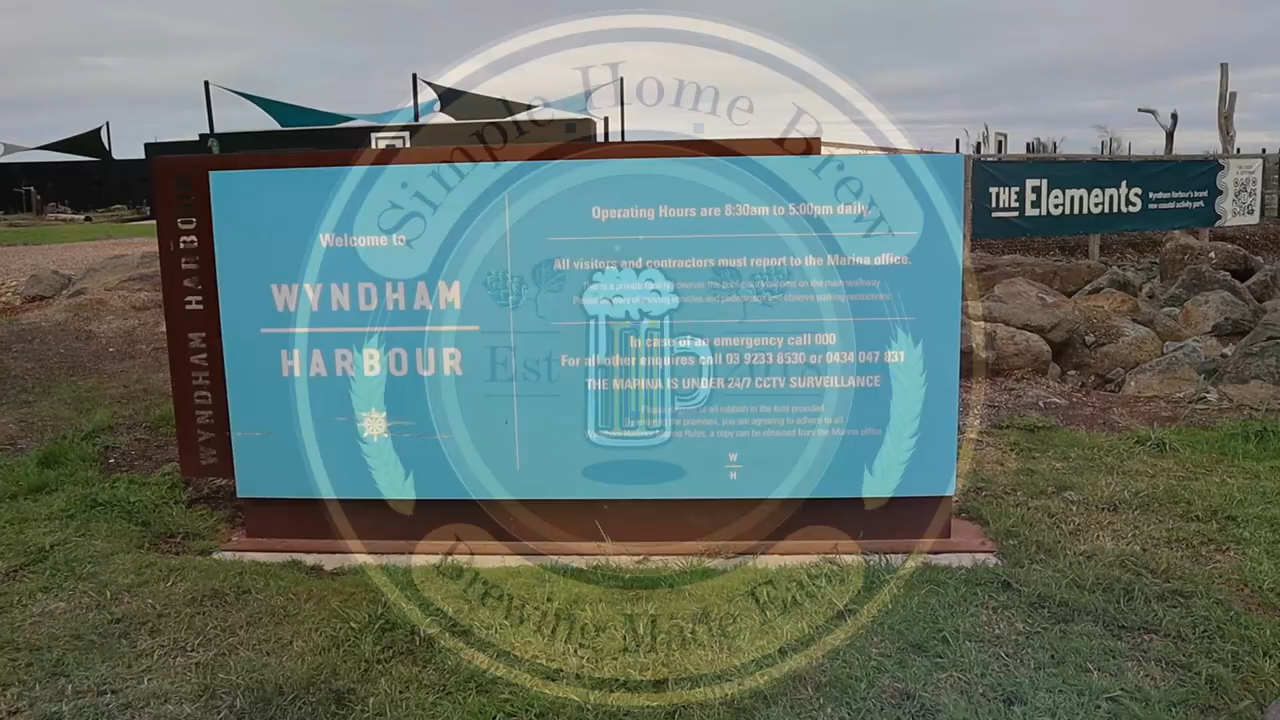 Simple Home Brew
WYNDHAM HARBOUR
Welcome to
WYNDHAM
HARBOUR
Operating Hours are 8:30am to 5:00pm daily.
All visitors and contractors must report to the Marina office.
In case of an emergency call 000
For all other enquires call 03 9233 8530 or 0434 047 831
THE MARINA IS UNDER 24/7 CCTV SURVEILLANCE
W
H
Est 2018
THE Elements
Wyndham Harbour's brand
new coastal activity park.
Brewing Made Easy